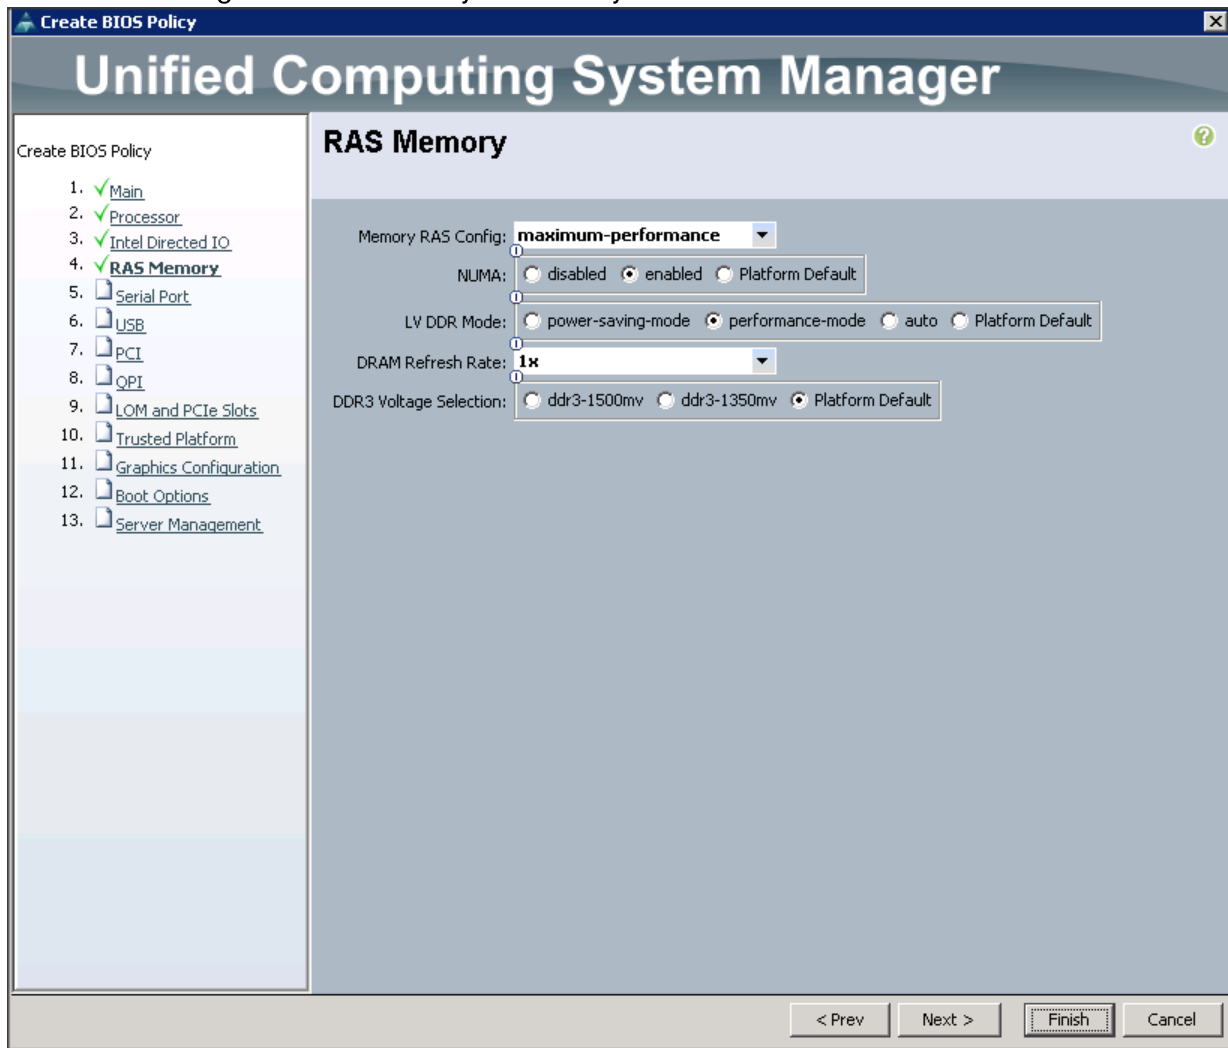 Create BIOS Policy
Unified Computing System Manager
Create BIOS Policy
1. Main
2. Processor
3. Intel Directed IO
4. RAS Memory
5. Serial Port
6. USB
7. PCI
8. QPI
9. LOM and PCIe Slots
10. Trusted Platform
11. Graphics Configuration
12. Boot Options
13. Server Management
RAS Memory
Memory RAS Config: maximum-performance
NUMA: disabled enabled Platform Default
LV DDR Mode: power-saving-mode performance-mode auto Platform Default
DRAM Refresh Rate: 1x
DDR3 Voltage Selection: ddr3-1500mv ddr3-1350mv Platform Default
< Prev Next > Finish Cancel